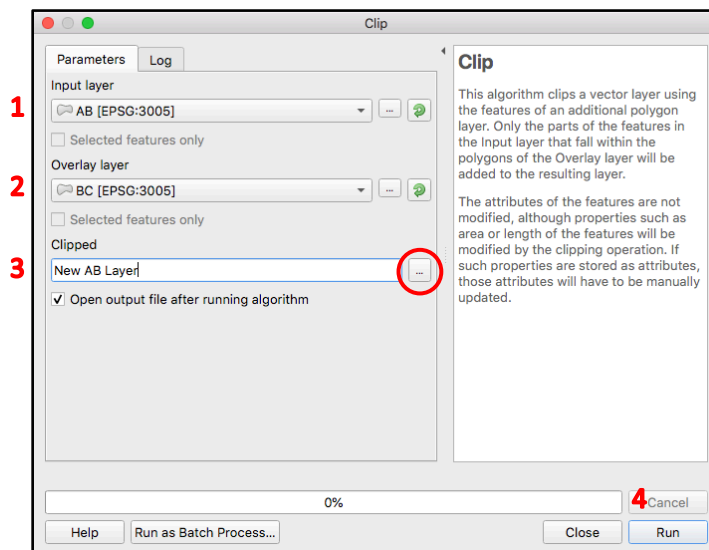 Clip
Parameters
Log
Input layer
1
AB [EPSG:3005]
...
Selected features only
Overlay layer
2
BC [EPSG:3005]
...
Selected features only
Clipped
3
New AB Layer
...
Open output file after running algorithm
Clip
This algorithm clips a vector layer using
the features of an additional polygon
layer. Only the parts of the features in
the Input layer that fall within the
polygons of the Overlay layer will be
added to the resulting layer.
The attributes of the features are not
modified, although properties such as
area or length of the features will be
modified by the clipping operation. If
such properties are stored as attributes,
those attributes will have to be manually
updated.
0%
4
Cancel
Help
Run as Batch Process...
Close
Run